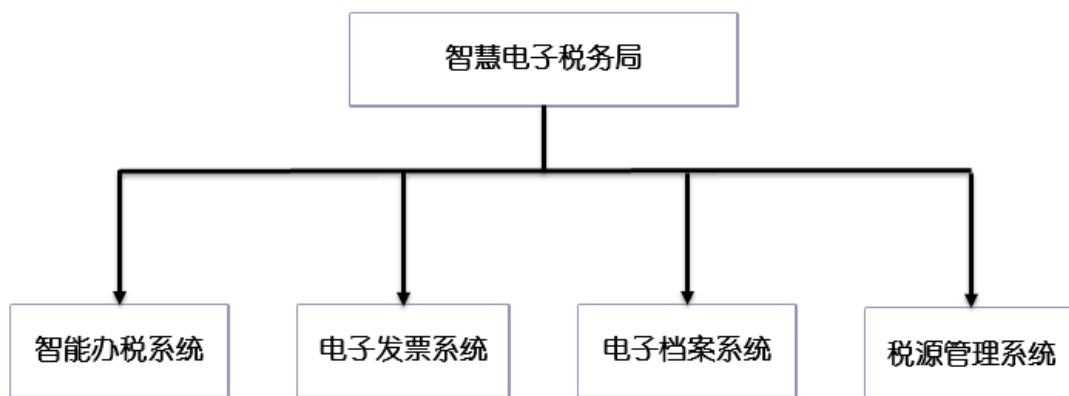 智慧电子税务局
智能办税系统
电子发票系统
电子档案系统
税源管理系统